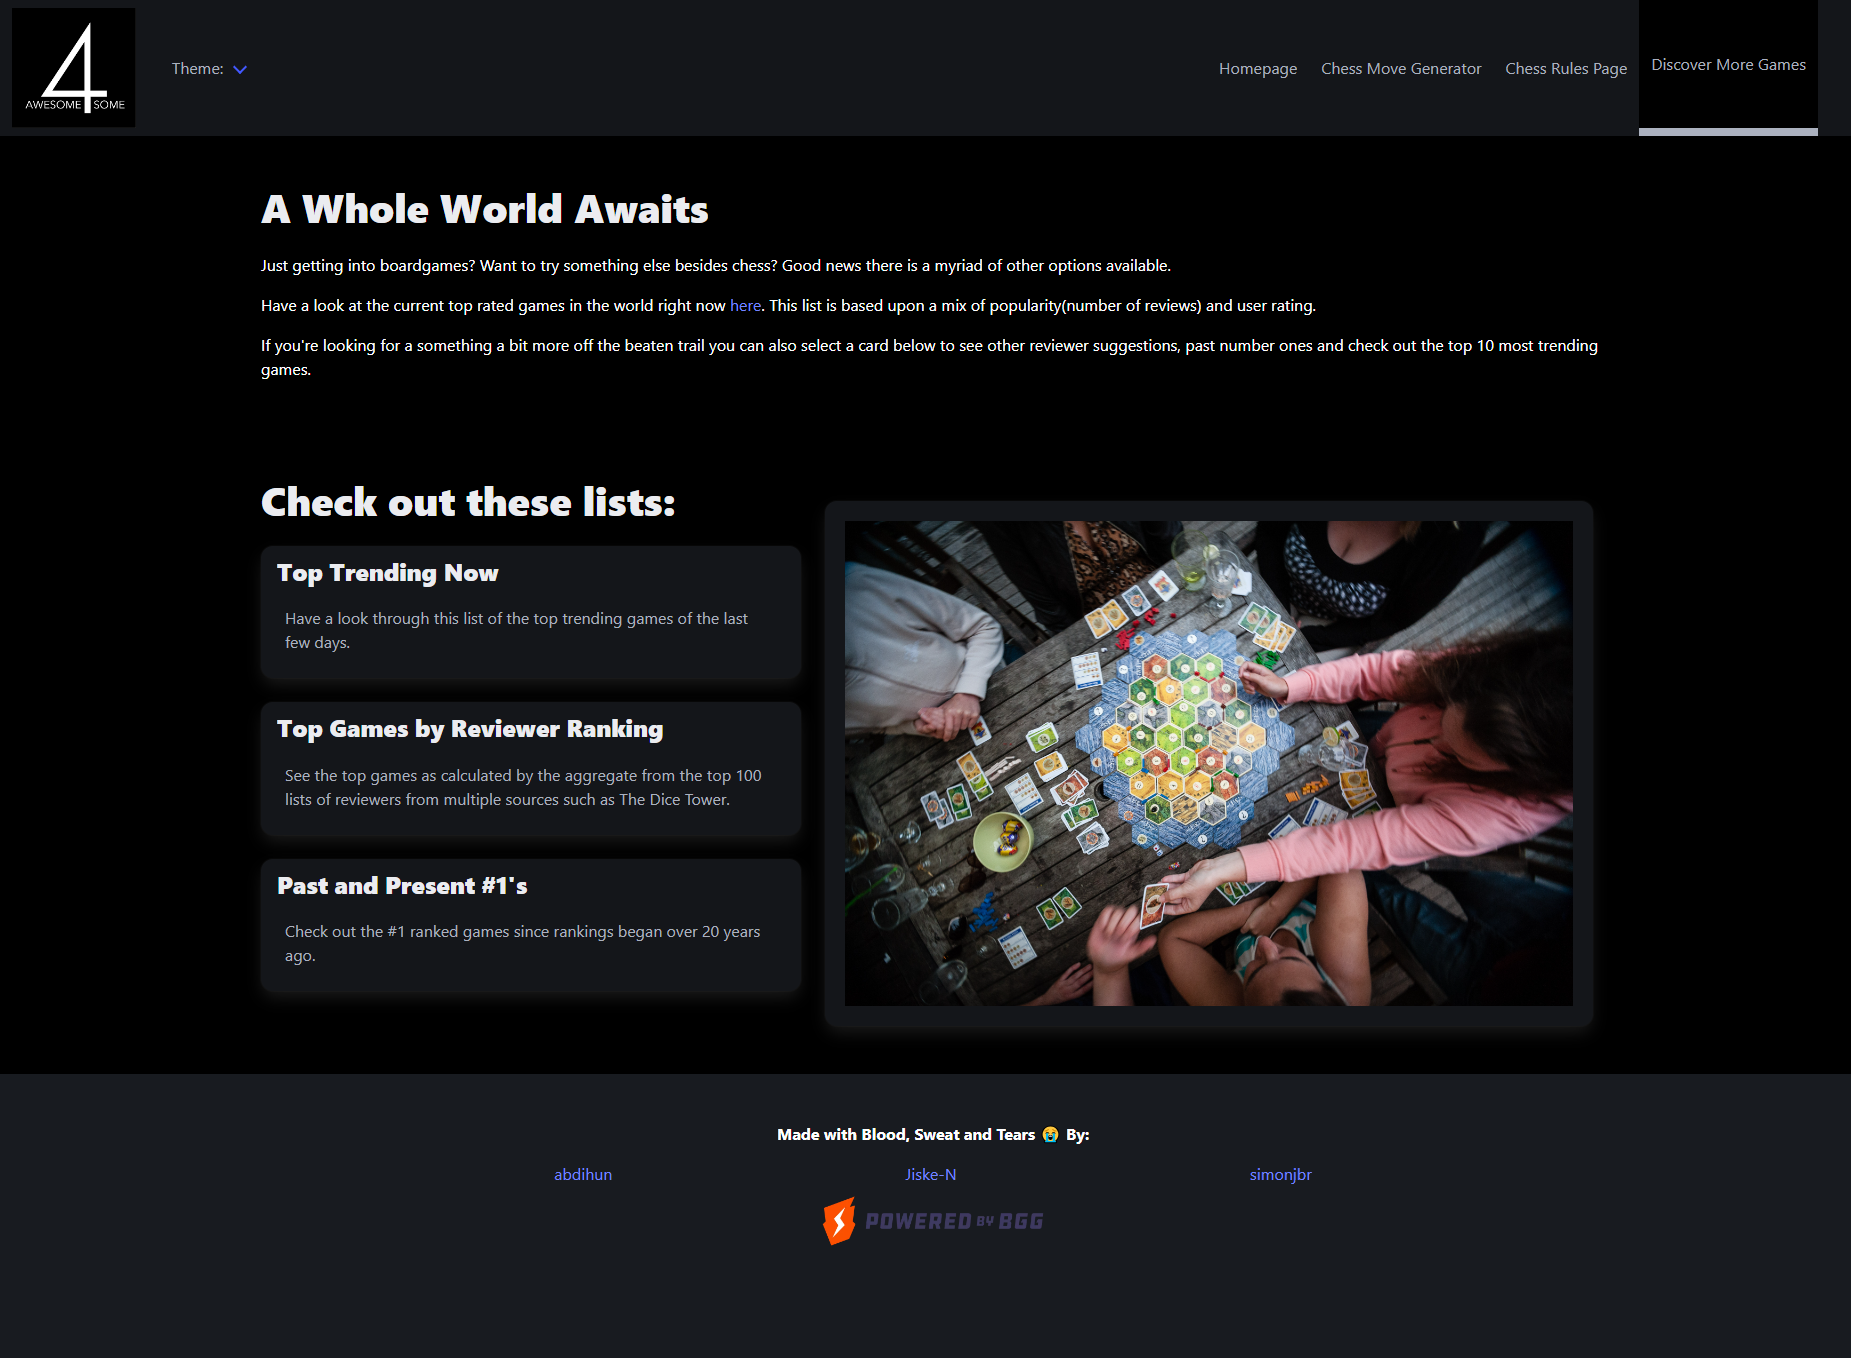 4
AWESOME SOME
Theme:
Homepage
Chess Move Generator
Chess Rules Page
Discover More Games
A Whole World Awaits
Just getting into boardgames? Want to try something else besides chess? Good news there is a myriad of other options available.
Have a look at the current top rated games in the world right now here. This list is based upon a mix of popularity(number of reviews) and user rating.
If you're looking for a something a bit more off the beaten trail you can also select a card below to see other reviewer suggestions, past number ones and check out the top 10 most trending
games.
Check out these lists:
Top Trending Now
Have a look through this list of the top trending games of the last
few days.
Top Games by Reviewer Ranking
See the top games as calculated by the aggregate from the top 100
lists of reviewers from multiple sources such as The Dice Tower.
Past and Present #1's
Check out the #1 ranked games since rankings began over 20 years
ago.
Made with Blood, Sweat and Tears 😭 By:
abdihun
Jiske-N
simonjbr
POWERED BY BGG